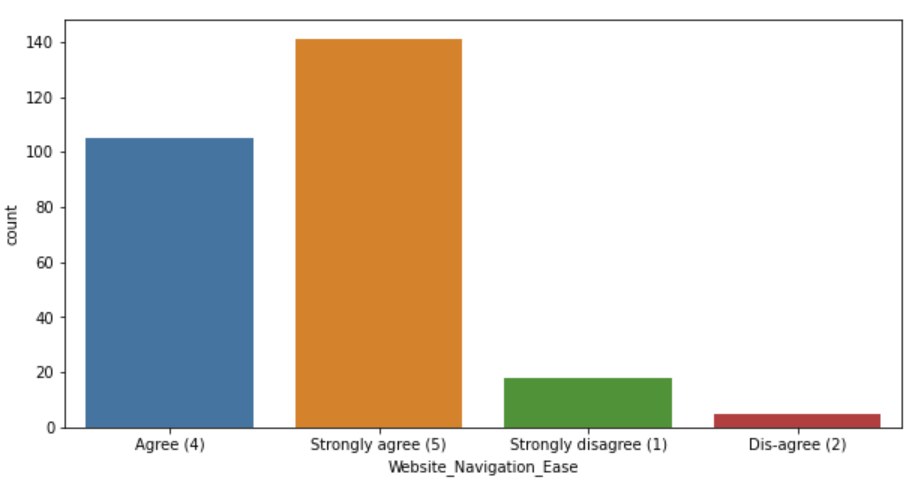 140
120
100
80
60
40
20
0
count
Agree (4) Strongly agree (5) Strongly disagree (1) Dis-agree (2)
Website_Navigation_Ease